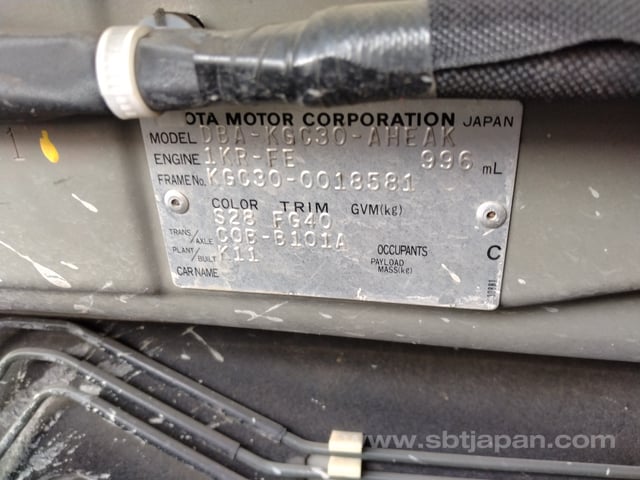 OTA MOTOR CORPORATION JAPAN
MODEL DBA-KGC30-AHEAK
ENGINE 1KR-FE 996 mL
FRAME No. KGC30-0018581
COLOR TRIM GVM(kg)
S28 FG40
TRANS/AXLE C0B-B101A
PLANT/BUILT K11 OCCUPANTS C
PAYLOAD MASS(kg)
CAR NAME
1
www.sbtjapan.com